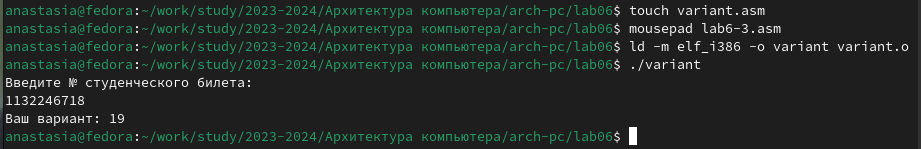 anastasia@fedora:~/work/study/2023-2024/Архитектура компьютера/arch-pc/lab06$ touch variant.asm
anastasia@fedora:~/work/study/2023-2024/Архитектура компьютера/arch-pc/lab06$ mousepad lab6-3.asm
anastasia@fedora:~/work/study/2023-2024/Архитектура компьютера/arch-pc/lab06$ ld -m elf_i386 -o variant variant.o
anastasia@fedora:~/work/study/2023-2024/Архитектура компьютера/arch-pc/lab06$ ./variant
Введите № студенческого билета:
1132246718
Ваш вариант: 19
anastasia@fedora:~/work/study/2023-2024/Архитектура компьютера/arch-pc/lab06$